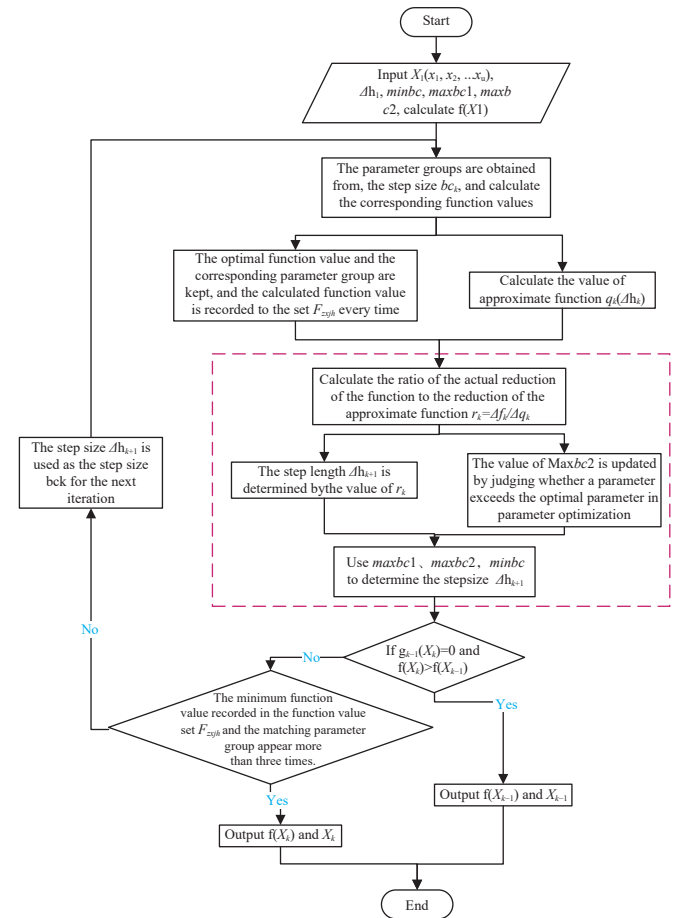 Start
Input X₁(x₁, x₂, ...xᵤ),
Δh₁, minbc, maxbc1, maxb
c2, calculate f(X1)
The parameter groups are obtained
from, the step size bcₖ, and calculate
the corresponding function values
The optimal function value and the
corresponding parameter group are
kept, and the calculated function value
is recorded to the set F_zxjh every time
Calculate the value of
approximate function qₖ(Δhₖ)
Calculate the ratio of the actual reduction
of the function to the reduction of the
approximate function rₖ=Δfₖ/Δqₖ
The step size Δhₖ₊₁ is
used as the step size
bck for the next
iteration
The step length Δhₖ₊₁ is
determined bythe value of rₖ
The value of Maxbc2 is updated
by judging whether a parameter
exceeds the optimal parameter in
parameter optimization
Use maxbc1、maxbc2， minbc
to determine the stepsize Δhₖ₊₁
No
No
If gₖ₋₁(Xₖ)=0 and
f(Xₖ)>f(Xₖ₋₁)
Yes
The minimum function
value recorded in the function value
set F_zxjh and the matching parameter
group appear more
than three times.
Yes
Output f(Xₖ₋₁) and Xₖ₋₁
Output f(Xₖ) and Xₖ
End